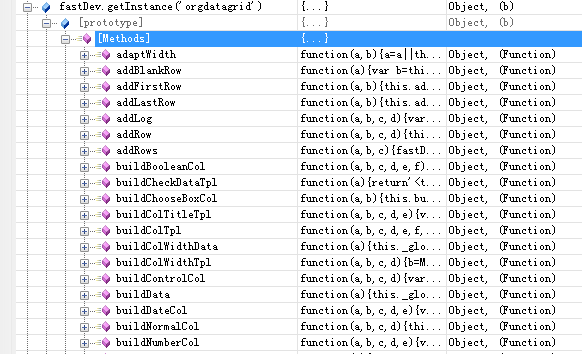 fastDev.getInstance('orgdatagrid') {...} Object, (b)
[prototype] {...} Object, (b)
[Methods] {...}
adaptWidth function(a,b){a=a||th... Object, (Function)
addBlankRow function(a){var b=thi... Object, (Function)
addFirstRow function(a,b){this.ad... Object, (Function)
addLastRow function(a,b){this.ad... Object, (Function)
addLog function(a,b,c,d){var... Object, (Function)
addRow function(a,b,c,d){thi... Object, (Function)
addRows function(a,b,c){fastD... Object, (Function)
buildBooleanCol function(a,b,c,d,e,f)... Object, (Function)
buildCheckDataTpl function(a){return'<t... Object, (Function)
buildChooseBoxCol function(a,b){this.bu... Object, (Function)
buildColTitleTpl function(a,b,c,d,e){v... Object, (Function)
buildColTpl function(a,b,c,d,e,f,... Object, (Function)
buildColWidthData function(a){this._glo... Object, (Function)
buildColWidthTpl function(a,b,c,d){b=M... Object, (Function)
buildControlCol function(a,b,c,d){var... Object, (Function)
buildData function(a){this._glo... Object, (Function)
buildDateCol function(a,b,c,d,e){v... Object, (Function)
buildNormalCol function(a,b,c,d){thi... Object, (Function)
buildNumberCol function(a,b,c,d,e){v... Object, (Function)